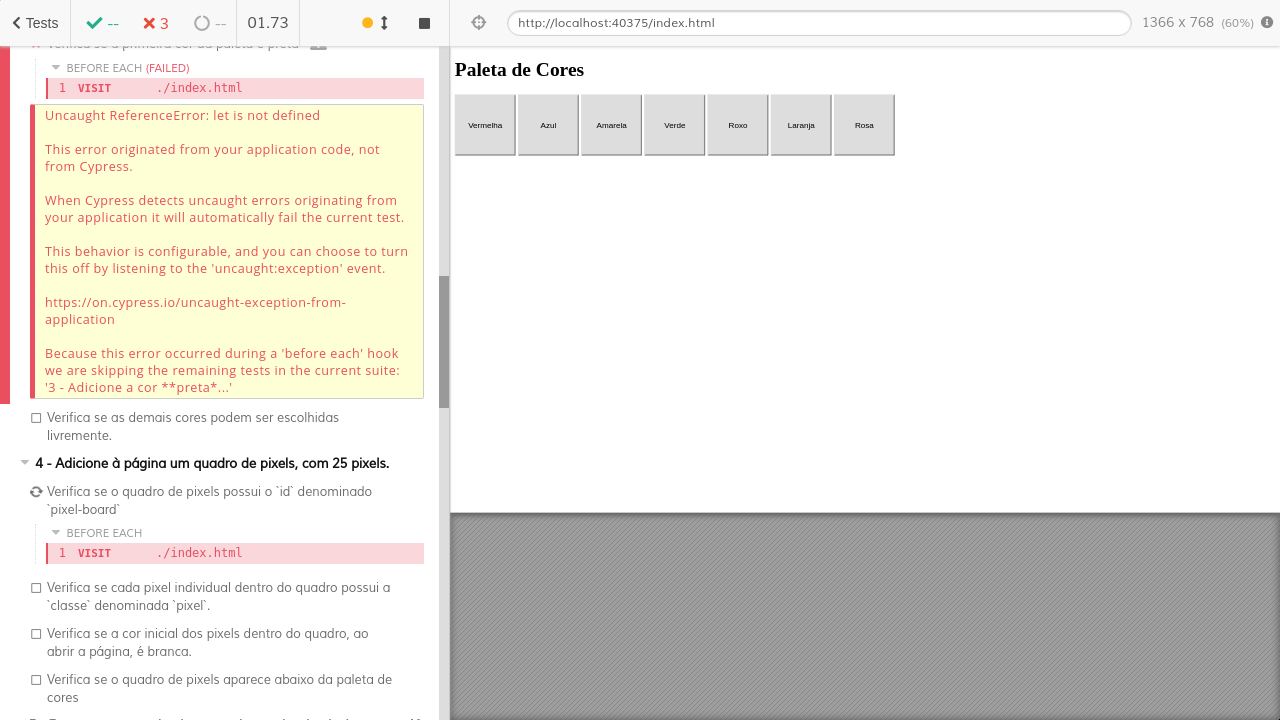 Tests
--
3
--
01.73
http://localhost:40375/index.html
1366 x 768 (60%)
Verifica se a primeira cor da paleta é preta
BEFORE EACH (FAILED)
1 VISIT ./index.html
Uncaught ReferenceError: let is not defined
This error originated from your application code, not
from Cypress.
When Cypress detects uncaught errors originating from
your application it will automatically fail the current test.
This behavior is configurable, and you can choose to turn
this off by listening to the 'uncaught:exception' event.
https://on.cypress.io/uncaught-exception-from-
application
Because this error occurred during a 'before each' hook
we are skipping the remaining tests in the current suite:
'3 - Adicione a cor **preta*...'
Verifica se as demais cores podem ser escolhidas
livremente.
4 - Adicione à página um quadro de pixels, com 25 pixels.
Verifica se o quadro de pixels possui o `id` denominado
`pixel-board`
BEFORE EACH
1 VISIT ./index.html
Verifica se cada pixel individual dentro do quadro possui a
`classe` denominada `pixel`.
Verifica se a cor inicial dos pixels dentro do quadro, ao
abrir a página, é branca.
Verifica se o quadro de pixels aparece abaixo da paleta de
cores
Paleta de Cores
Vermelha
Azul
Amarela
Verde
Roxo
Laranja
Rosa